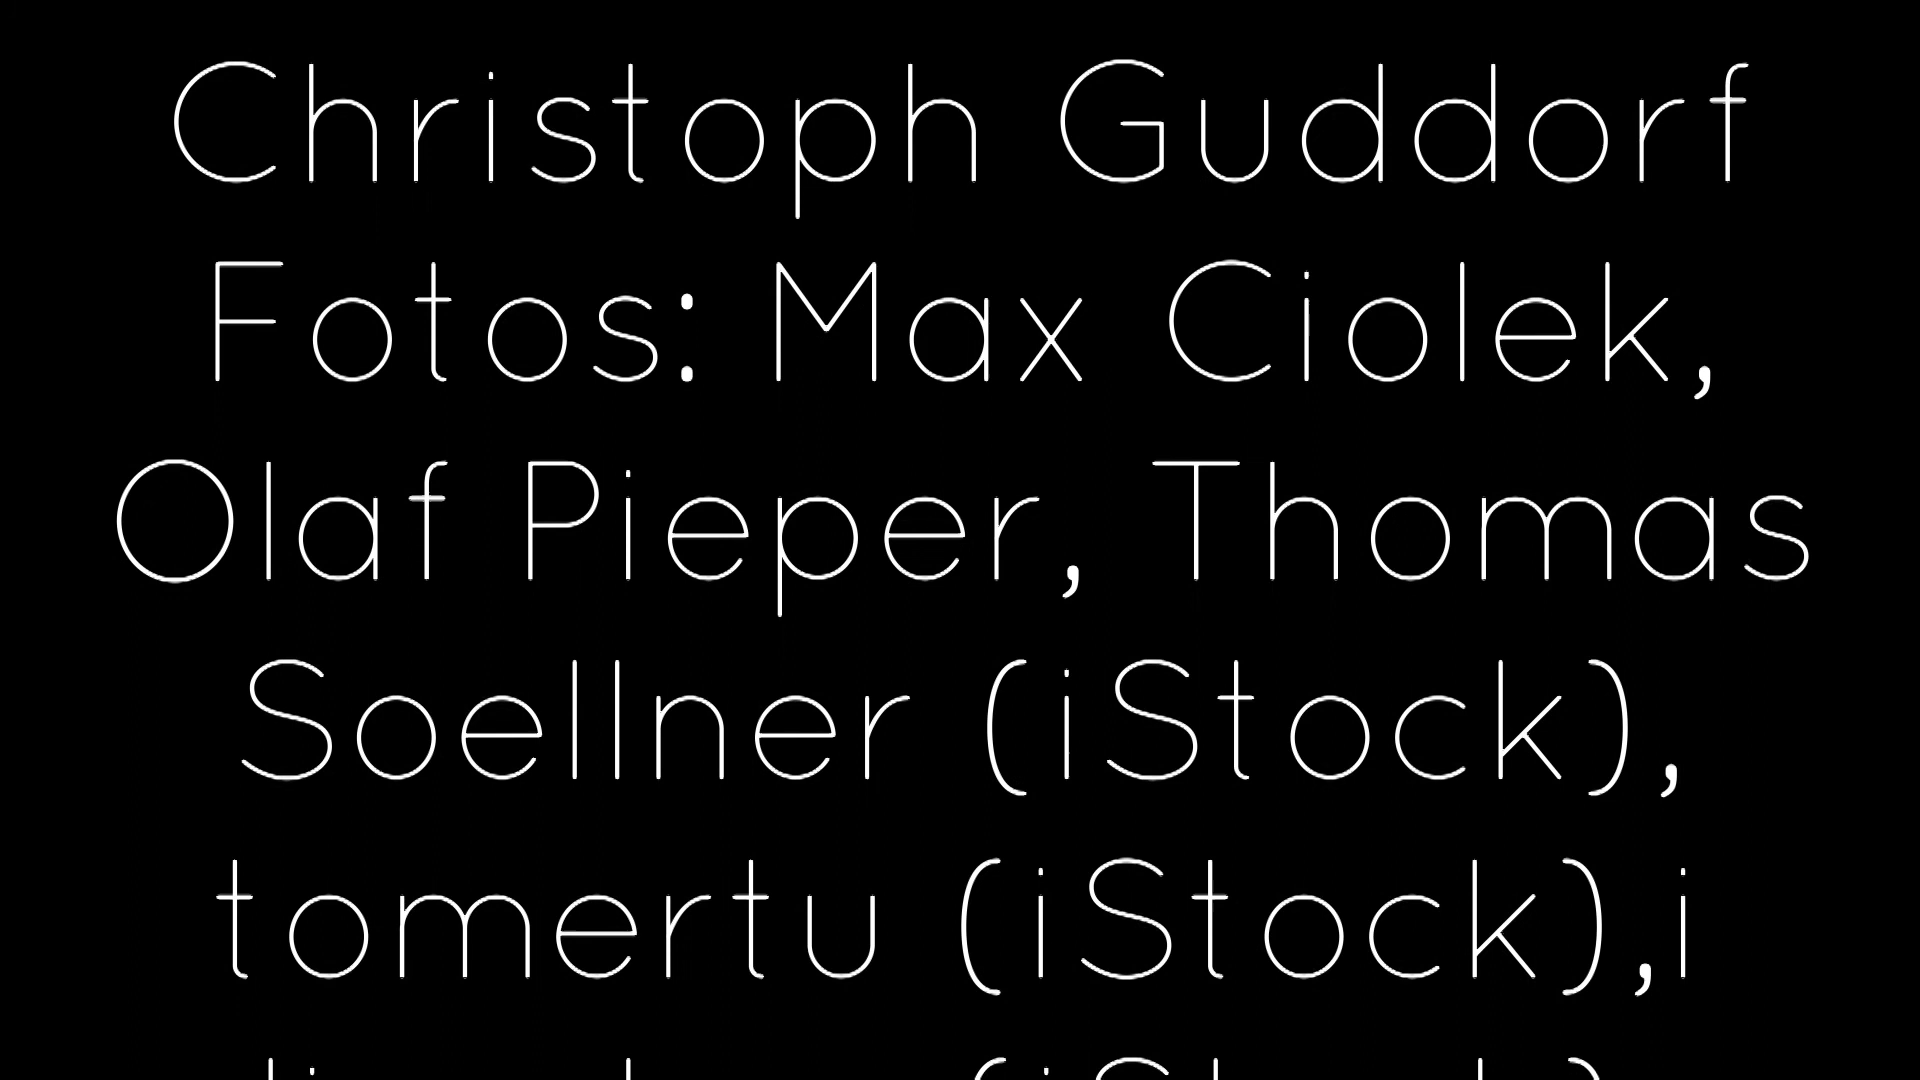 Christoph Guddorf
Fotos: Max Ciolek,
Olaf Pieper, Thomas
Soellner (iStock),
tomertu (iStock),i